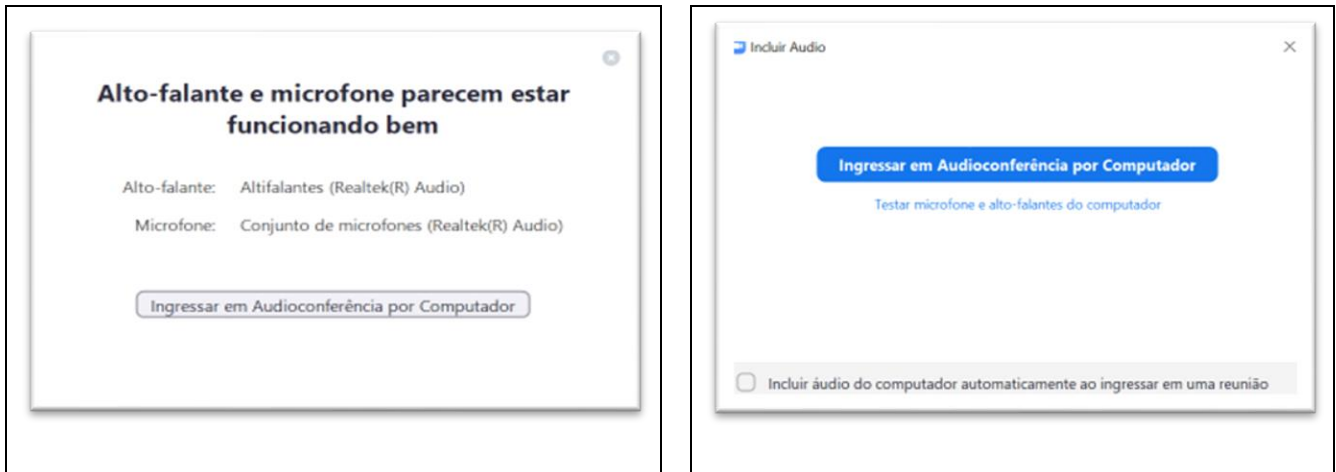 Alto-falante e microfone parecem estar
funcionando bem
Alto-falante: Altifalantes (Realtek(R) Audio)
Microfone: Conjunto de microfones (Realtek(R) Audio)
Ingressar em Audioconferência por Computador
Incluir Audio
Ingressar em Audioconferência por Computador
Testar microfone e alto-falantes do computador
Incluir áudio do computador automaticamente ao ingressar em uma reunião